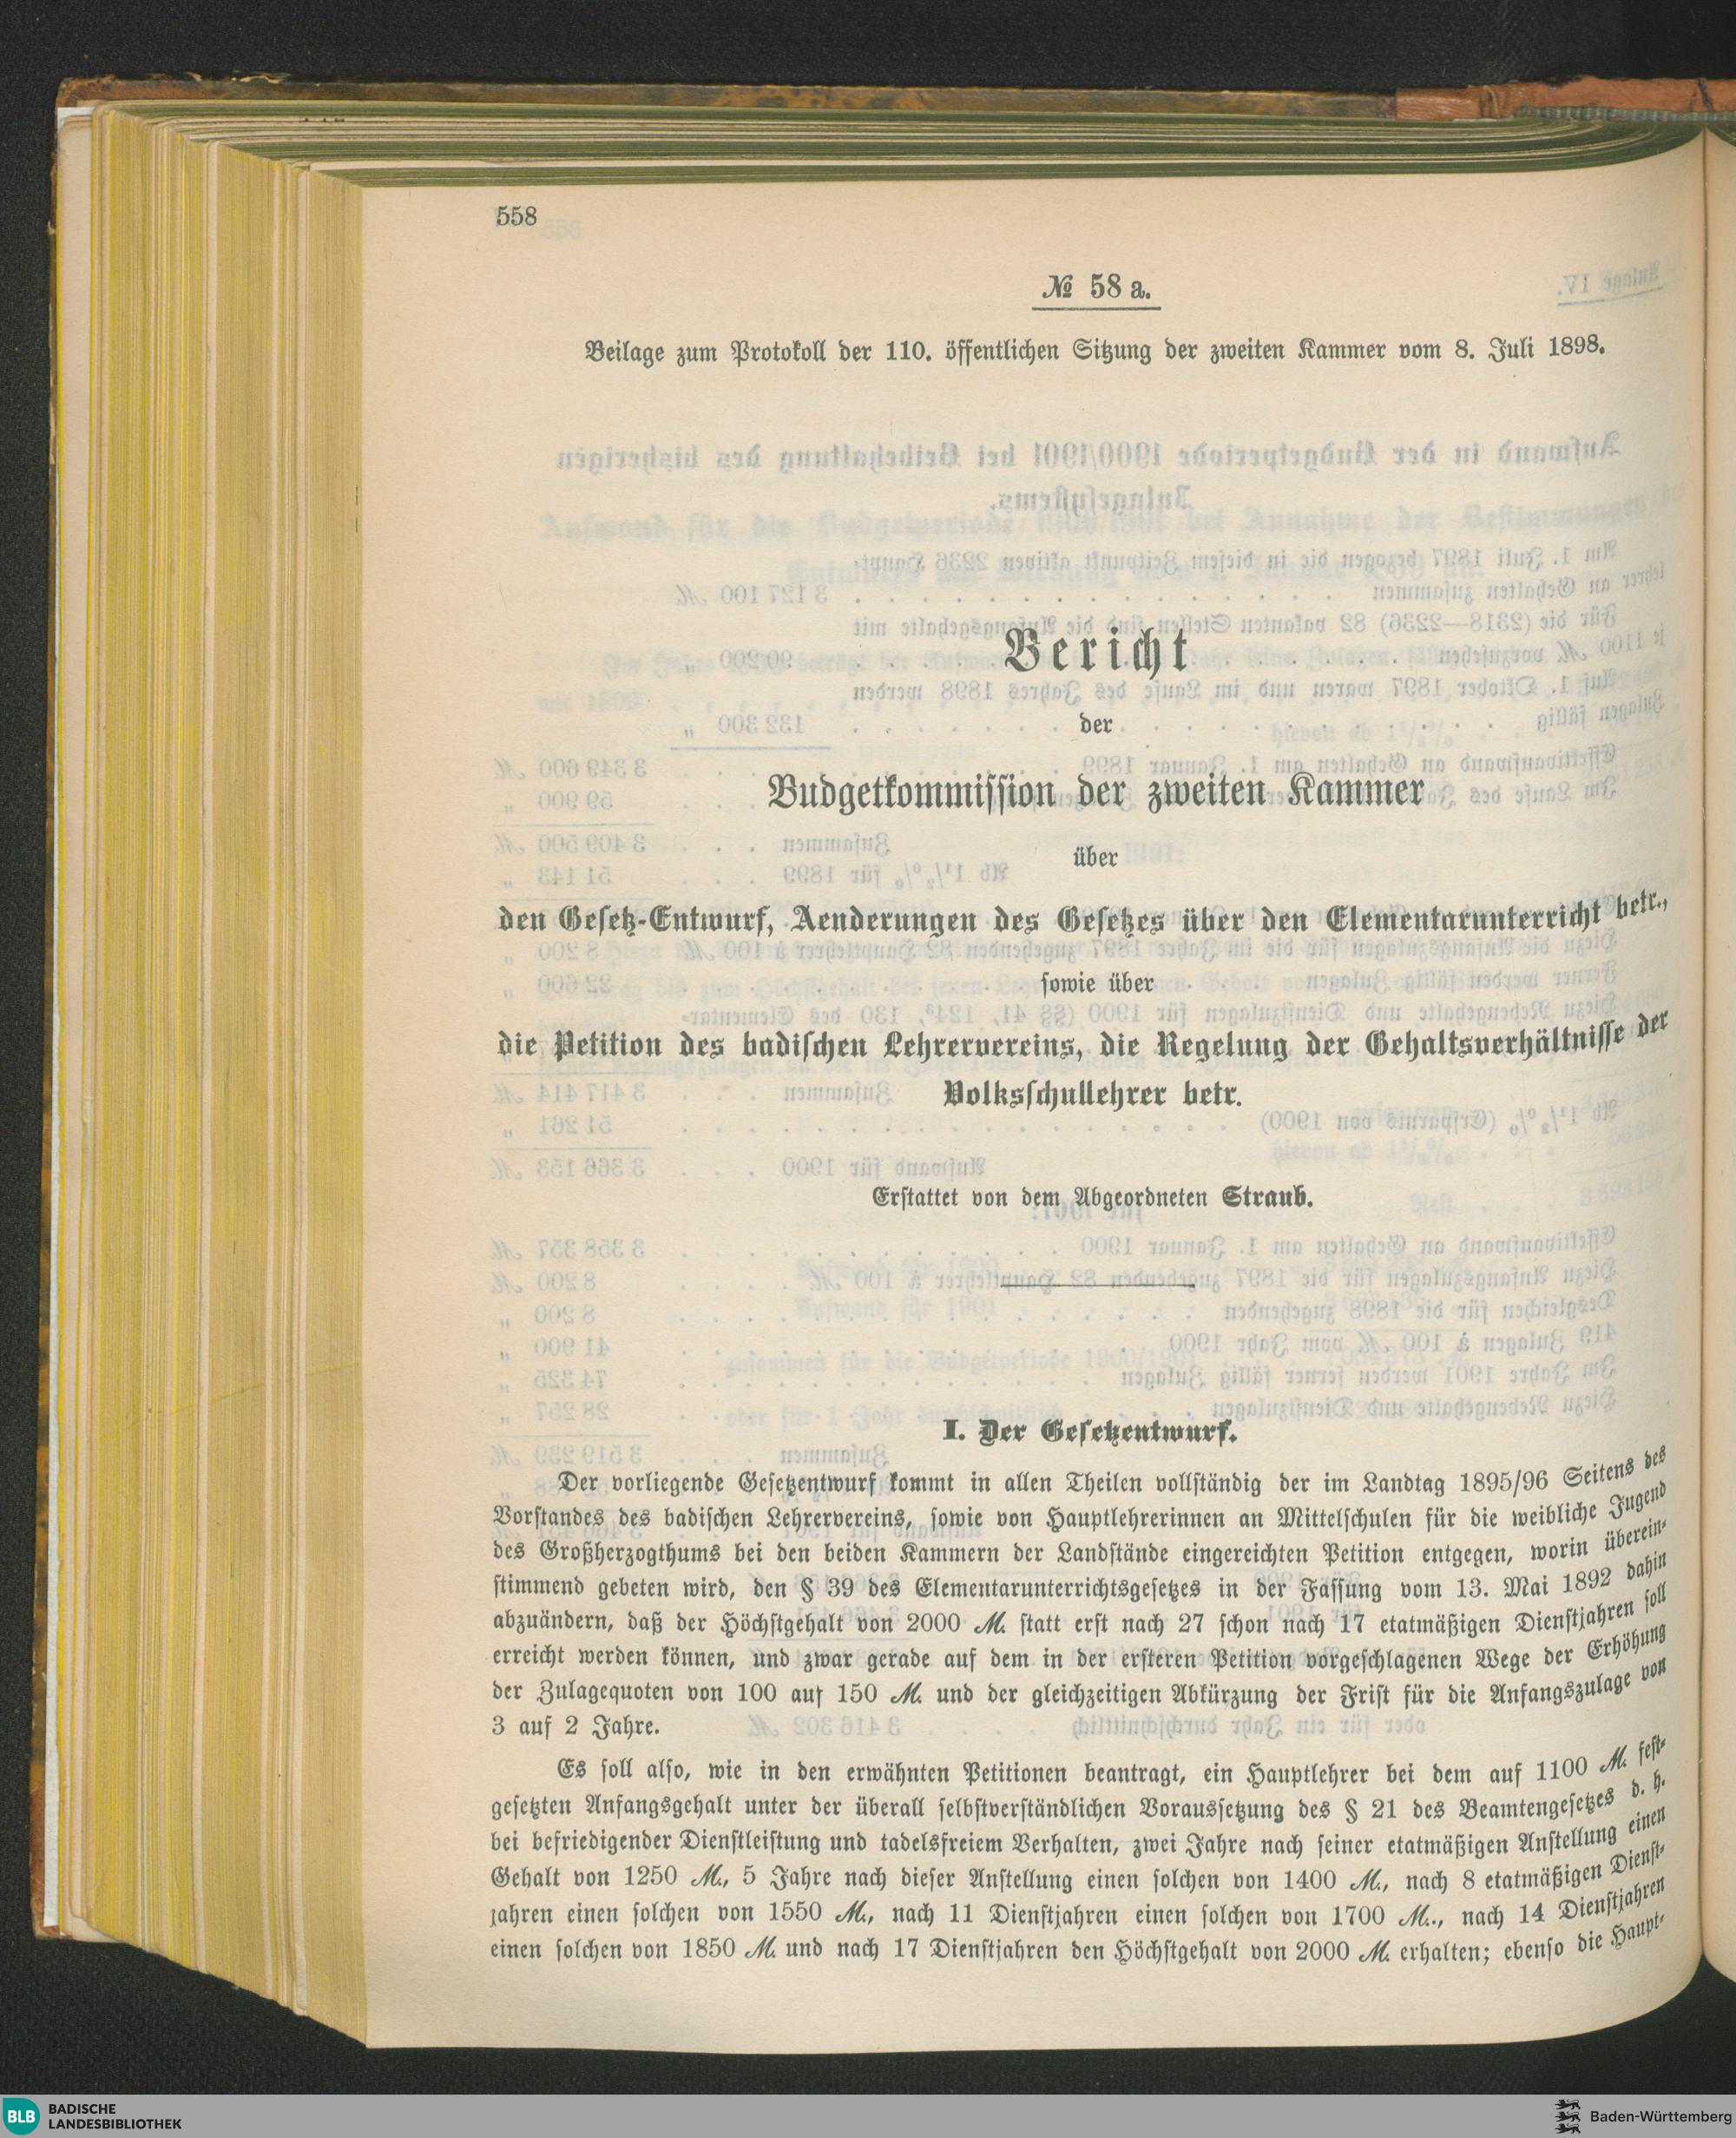 558
№ 58 a.
Beilage zum Protokoll der 110. öffentlichen Sitzung der zweiten Kammer vom 8. Juli 1898.
Bericht
der
Budgetkommission der zweiten Kammer
über
den Gesetz-Entwurf, Aenderungen des Gesetzes über den Elementarunterricht betr.,
sowie über
die Petition des badischen Lehrervereins, die Regelung der Gehaltsverhältnisse der
Volksschullehrer betr.
Erstattet von dem Abgeordneten Straub.
I. Der Gesetzentwurf.
Der vorliegende Gesetzentwurf kommt in allen Theilen vollständig der im Landtag 1895/96 Seitens des
Vorstandes des badischen Lehrervereins, sowie von Hauptlehrerinnen an Mittelschulen für die weibliche Jugend
des Großherzogthums bei den beiden Kammern der Landstände eingereichten Petition entgegen, worin überein-
stimmend gebeten wird, den § 39 des Elementarunterrichtsgesetzes in der Fassung vom 13. Mai 1892 dahin
abzuändern, daß der Höchstgehalt von 2000 M. statt erst nach 27 schon nach 17 etatmäßigen Dienstjahren soll
erreicht werden können, und zwar gerade auf dem in der ersteren Petition vorgeschlagenen Wege der Erhöhung
der Zulagequoten von 100 auf 150 M. und der gleichzeitigen Abkürzung der Frist für die Anfangszulage von
3 auf 2 Jahre.
Es soll also, wie in den erwähnten Petitionen beantragt, ein Hauptlehrer bei dem auf 1100 M. fest-
gesetzten Anfangsgehalt unter der überall selbstverständlichen Voraussetzung des § 21 des Beamtengesetzes d. h.
bei befriedigender Dienstleistung und tadelsfreiem Verhalten, zwei Jahre nach seiner etatmäßigen Anstellung einen
Gehalt von 1250 M., 5 Jahre nach dieser Anstellung einen solchen von 1400 M., nach 8 etatmäßigen Dienst-
jahren einen solchen von 1550 M., nach 11 Dienstjahren einen solchen von 1700 M.., nach 14 Dienstjahren
einen solchen von 1850 M. und nach 17 Dienstjahren den Höchstgehalt von 2000 M. erhalten; ebenso die Haupt-
BLB BADISCHE
LANDESBIBLIOTHEK
Baden-Württemberg